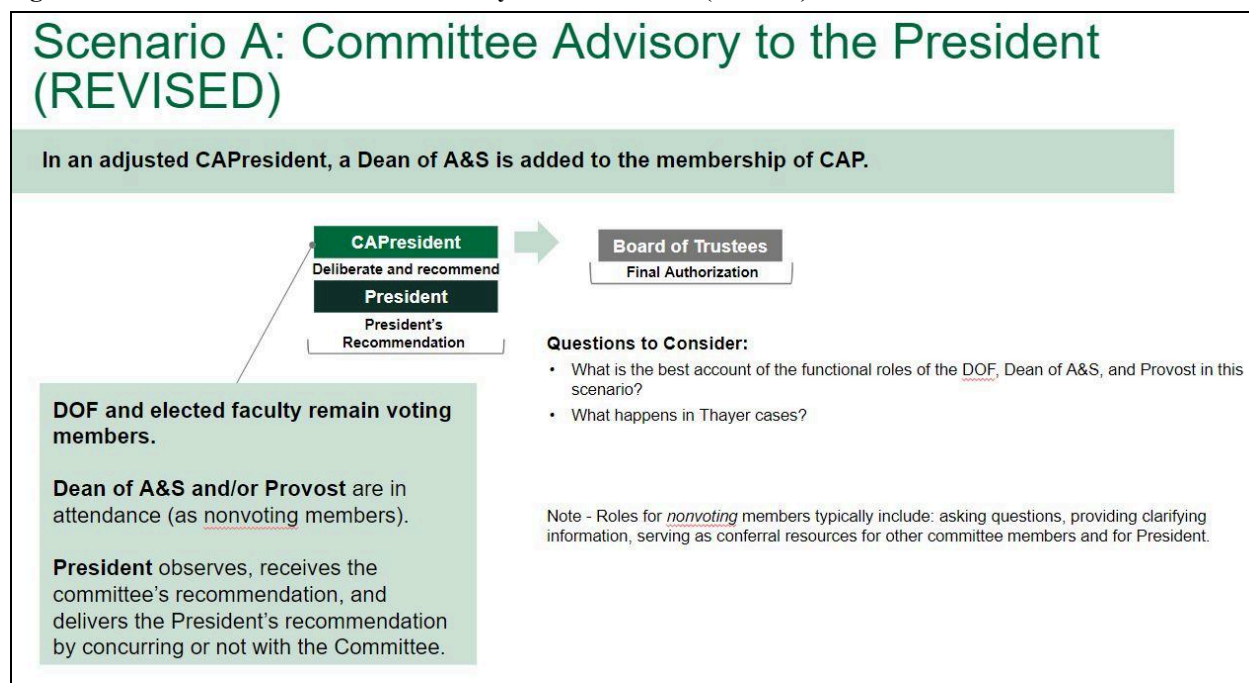 Scenario A: Committee Advisory to the President
(REVISED)
In an adjusted CAPresident, a Dean of A&S is added to the membership of CAP.
CAPresident
Deliberate and recommend
President
President's
Recommendation
Board of Trustees
Final Authorization
DOF and elected faculty remain voting
members.
Dean of A&S and/or Provost are in
attendance (as nonvoting members).
President observes, receives the
committee's recommendation, and
delivers the President's recommendation
by concurring or not with the Committee.
Questions to Consider:
• What is the best account of the functional roles of the DOF, Dean of A&S, and Provost in this
scenario?
• What happens in Thayer cases?
Note - Roles for nonvoting members typically include: asking questions, providing clarifying
information, serving as conferral resources for other committee members and for President.